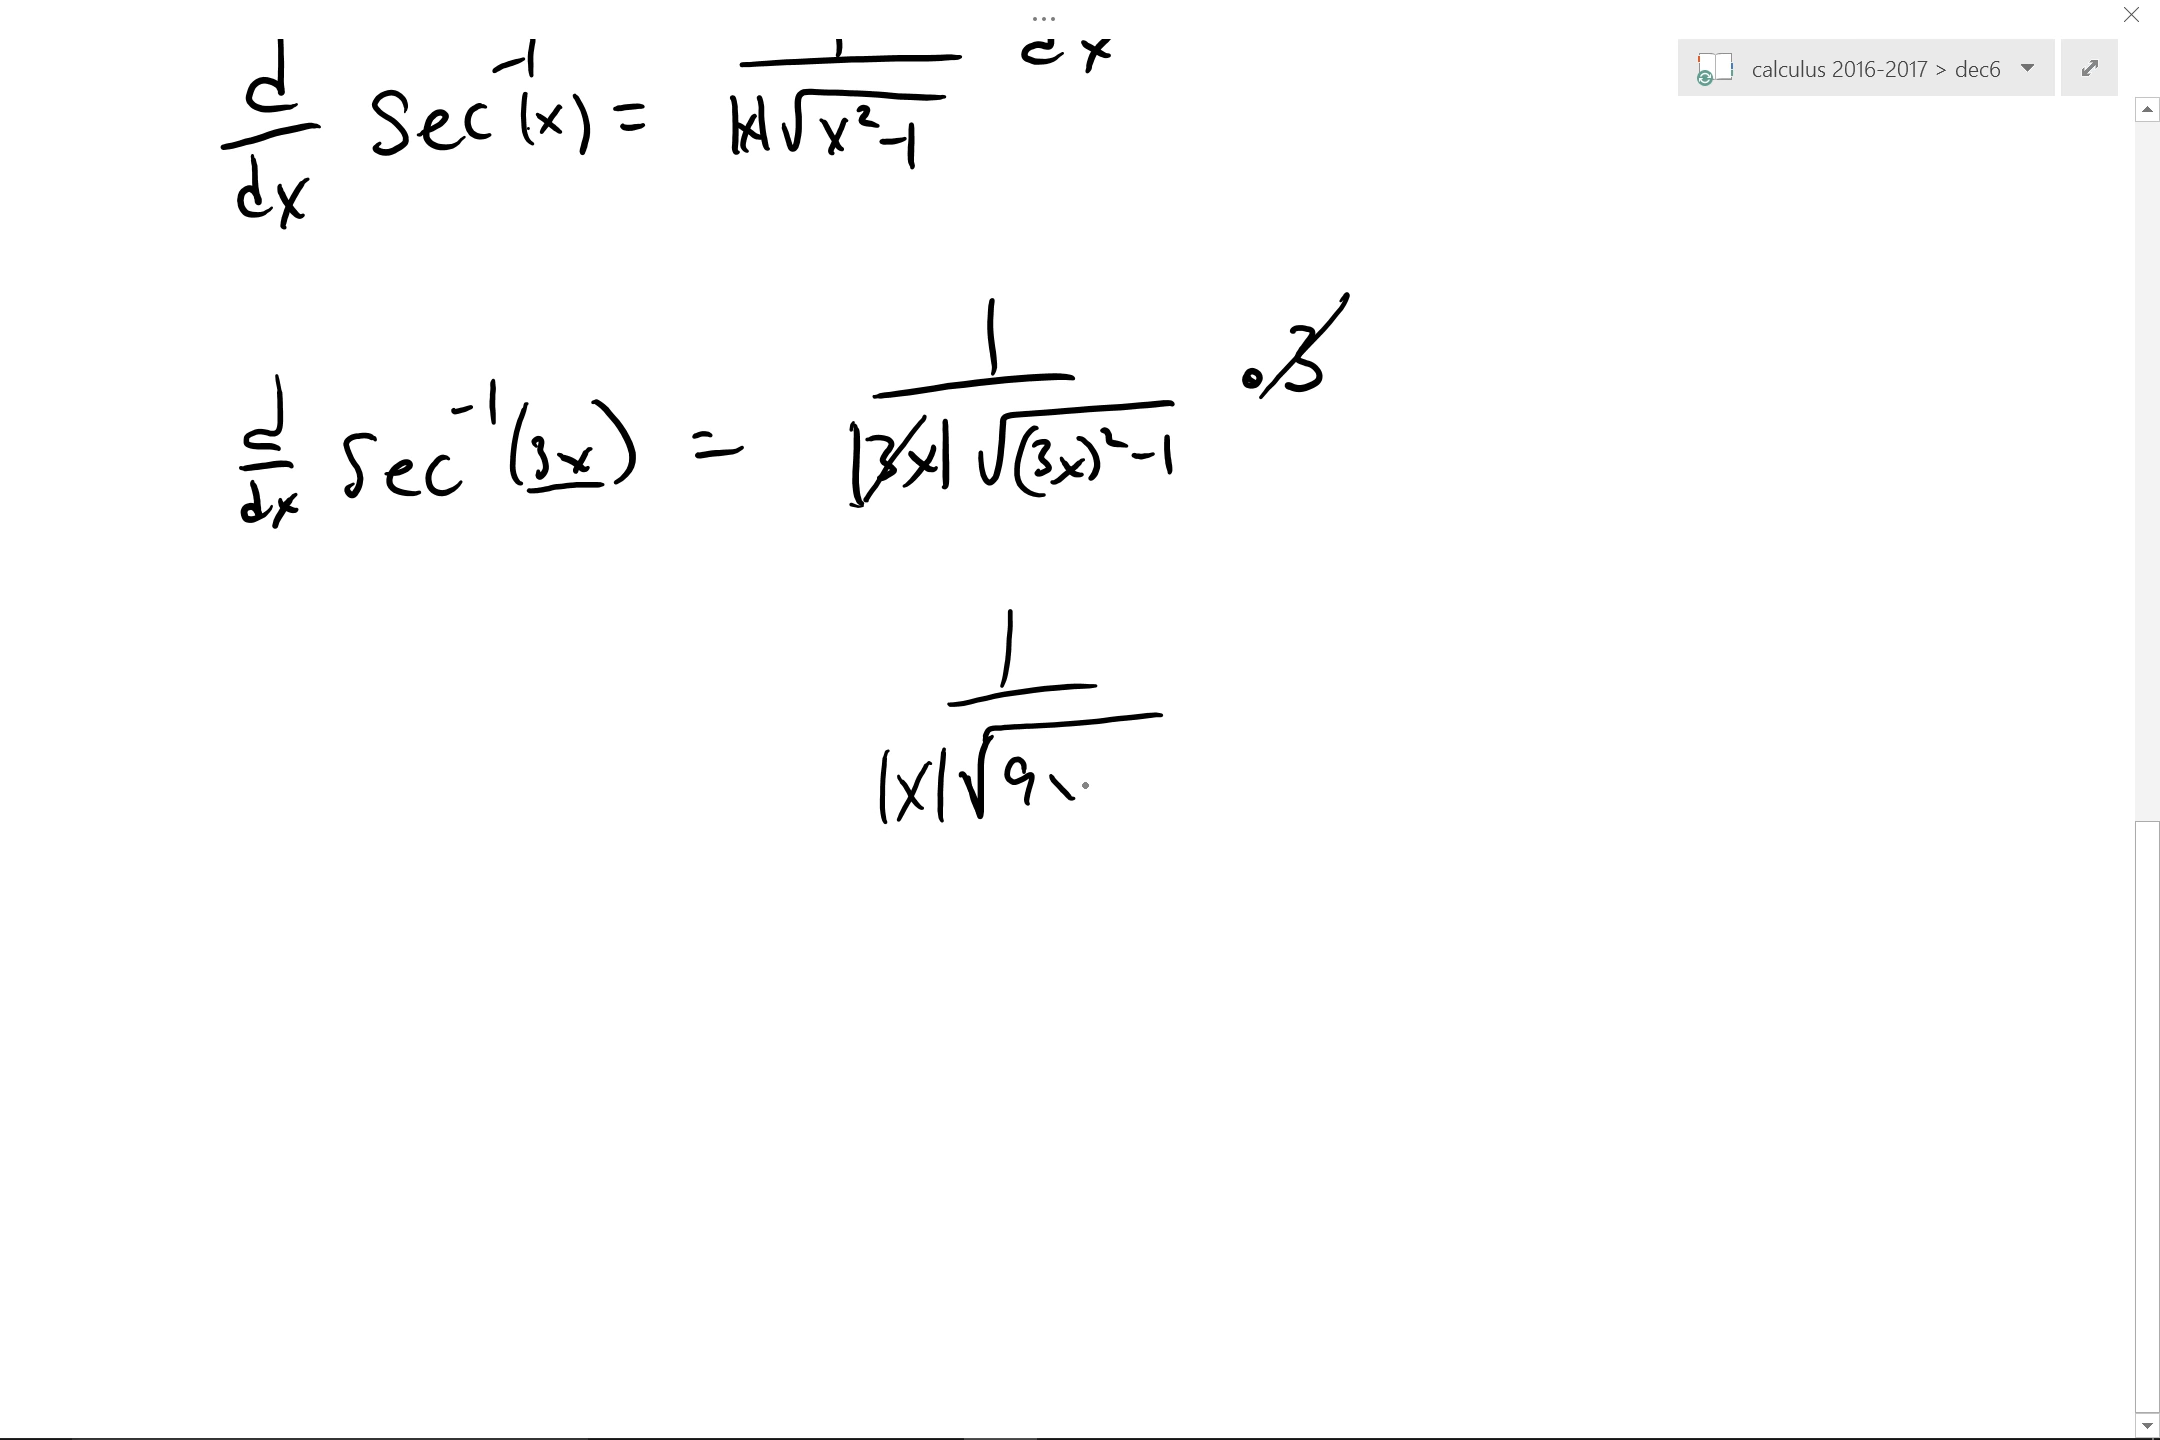 calculus 2016-2017 > dec6
d/dx Sec⁻¹(x) = 1/(|x|√(x²-1)) dx
d/dx Sec⁻¹(3x) = 1/(|3x|√((3x)²-1)) · 3
1/(|x|√(9